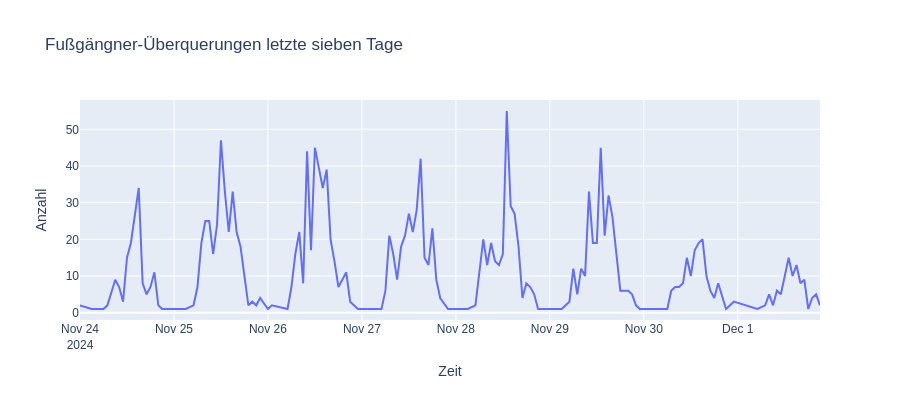 Fußgängner-Überquerungen letzte sieben Tage
Anzahl
50
40
30
20
10
0
Nov 24 Nov 25 Nov 26 Nov 27 Nov 28 Nov 29 Nov 30 Dec 1
2024
Zeit